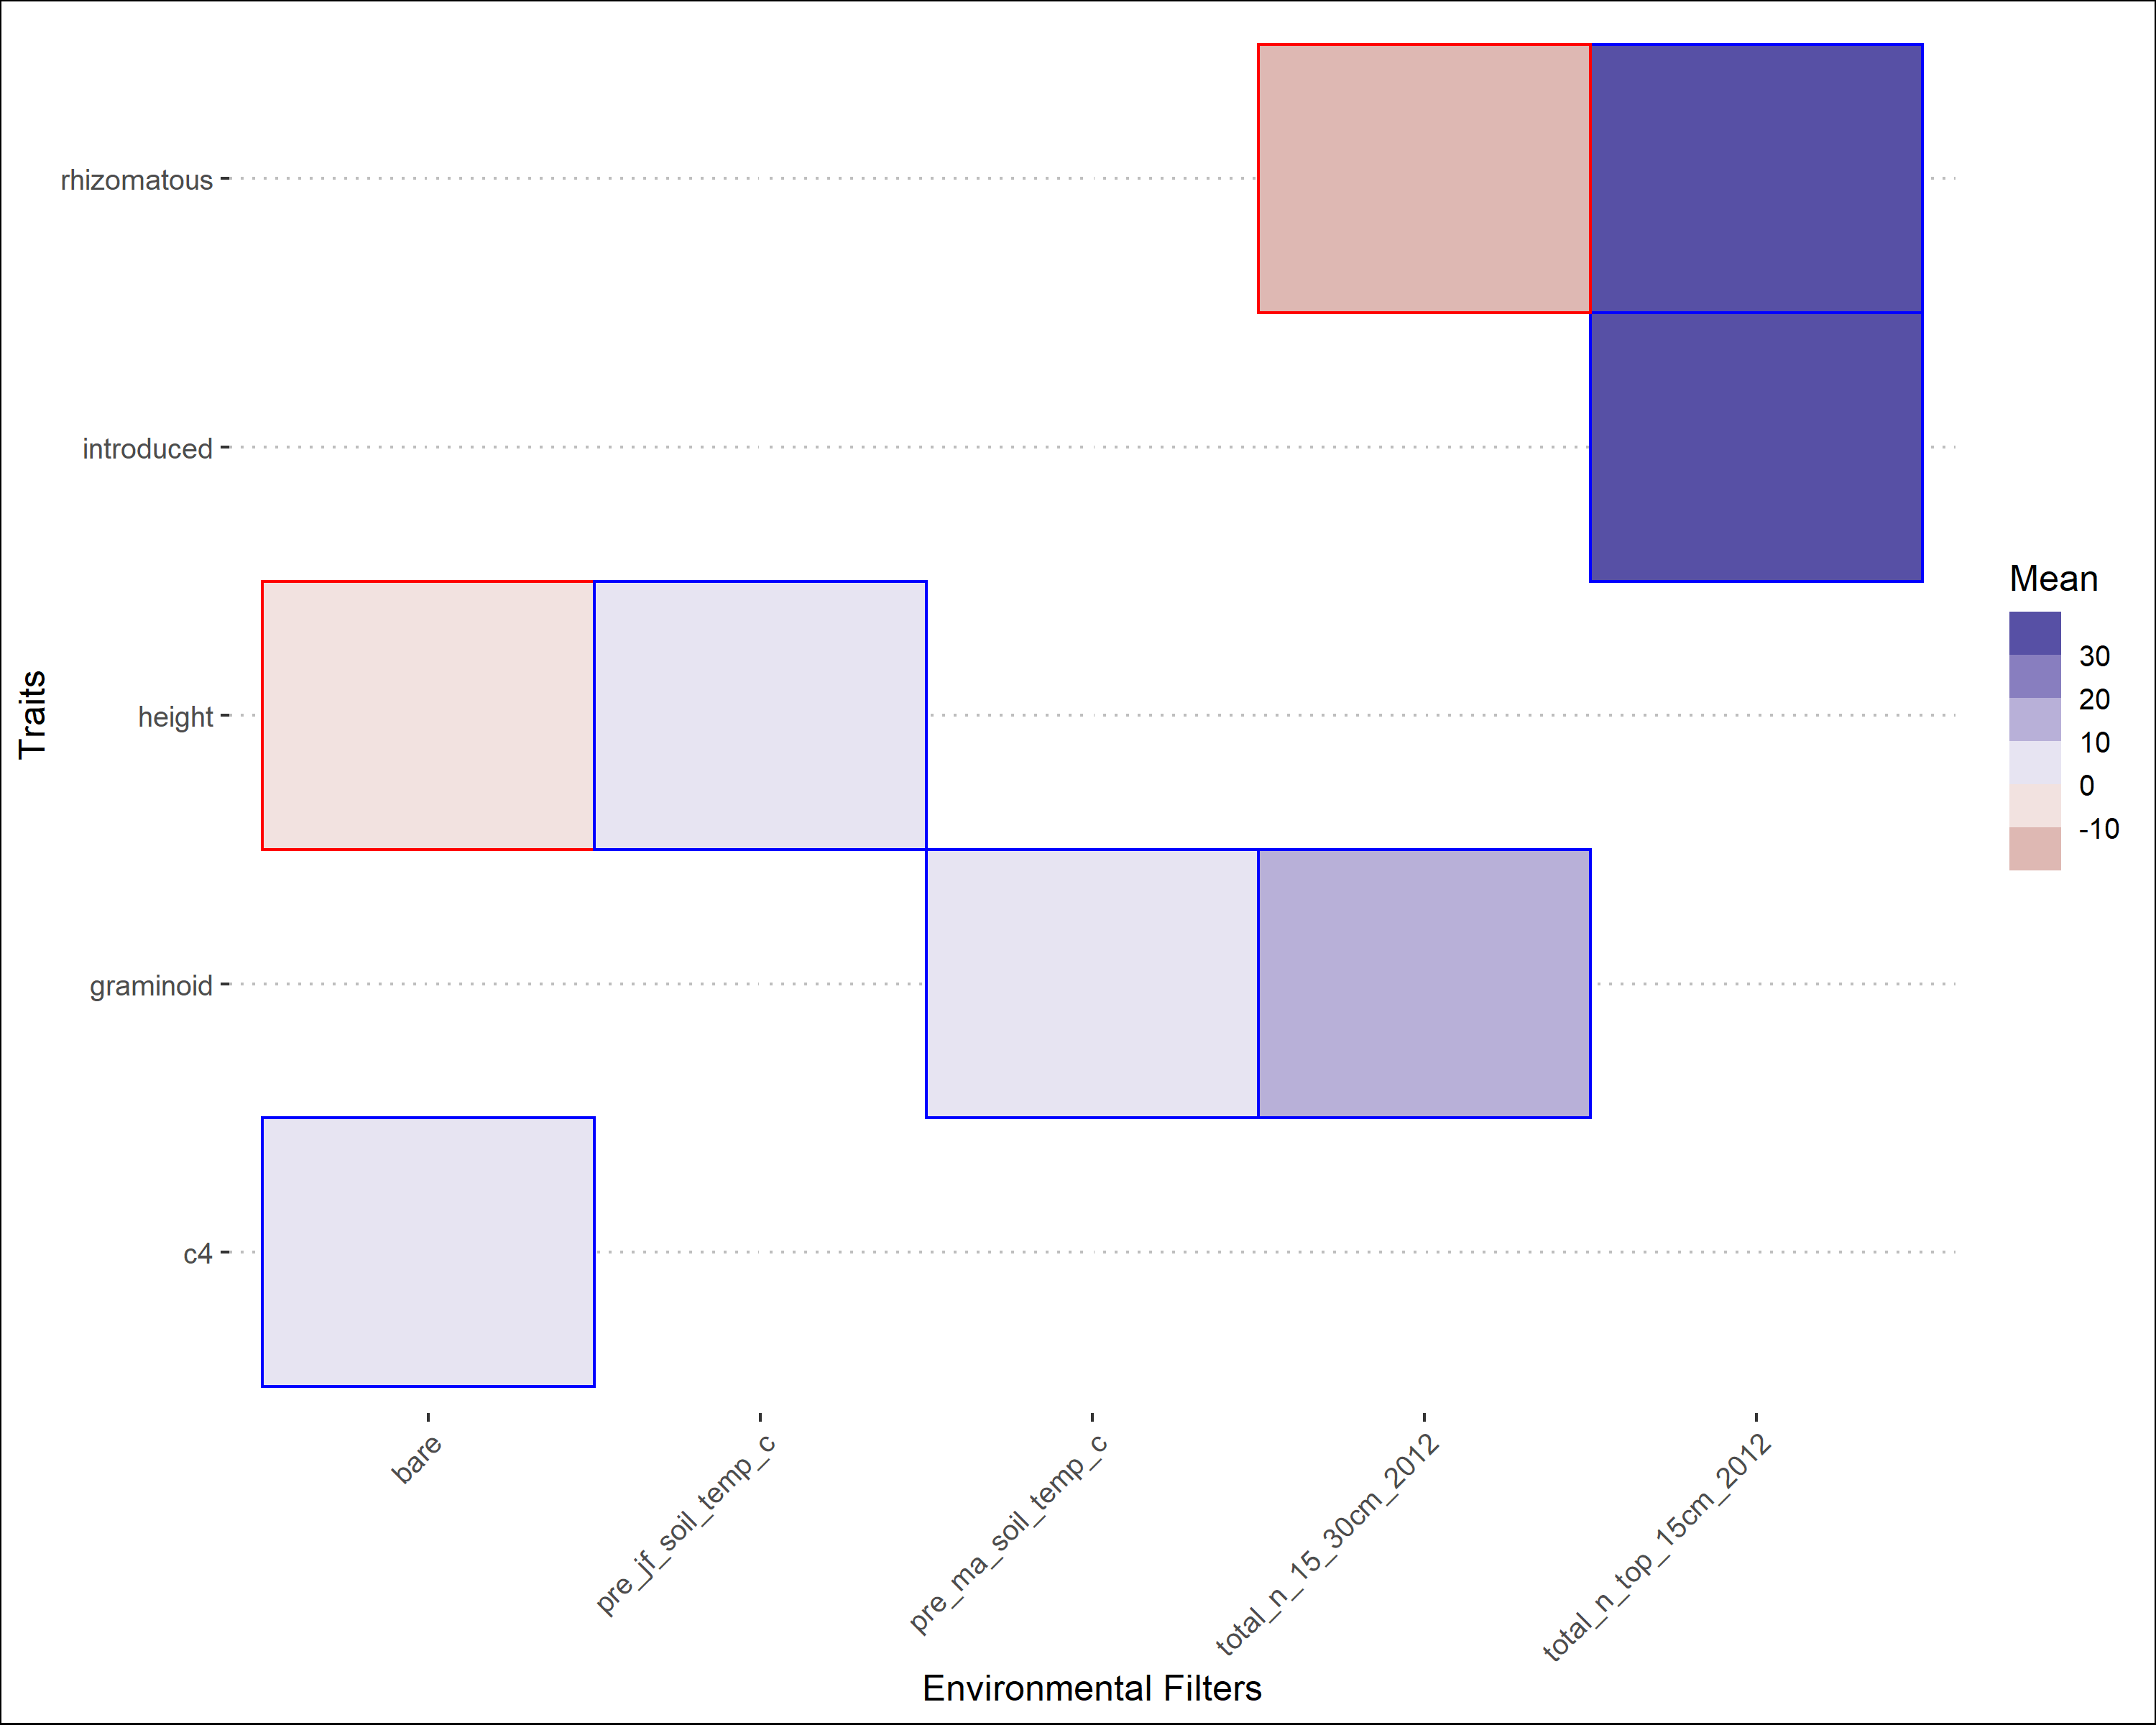 rhizomatous
introduced
height
graminoid
c4
Traits
bare
pre_jf_soil_temp_c
pre_ma_soil_temp_c
total_n_15_30cm_2012
total_n_top_15cm_2012
Environmental Filters
Mean
30
20
10
0
-10